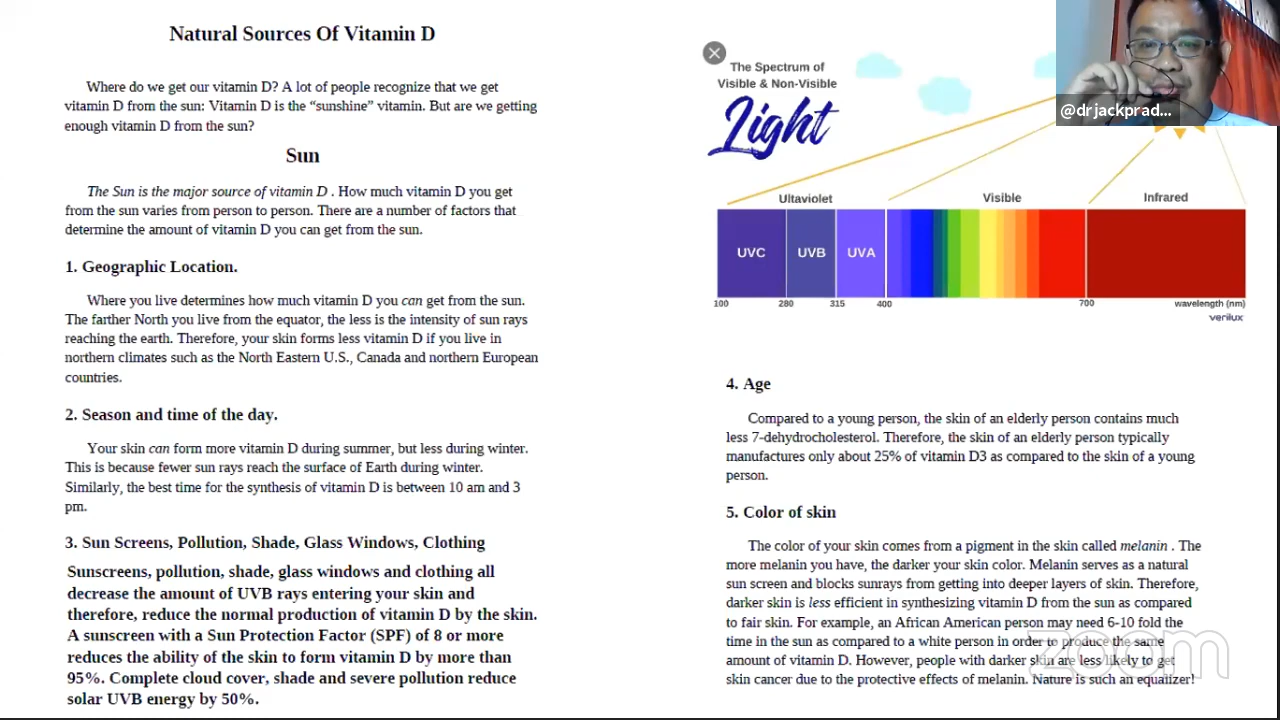 Natural Sources Of Vitamin D
Where do we get our vitamin D? A lot of people recognize that we get
vitamin D from the sun: Vitamin D is the “sunshine” vitamin. But are we getting
enough vitamin D from the sun?
Sun
The Sun is the major source of vitamin D . How much vitamin D you get
from the sun varies from person to person. There are a number of factors that
determine the amount of vitamin D you can get from the sun.
1. Geographic Location.
Where you live determines how much vitamin D you can get from the sun.
The farther North you live from the equator, the less is the intensity of sun rays
reaching the earth. Therefore, your skin forms less vitamin D if you live in
northern climates such as the North Eastern U.S., Canada and northern European
countries.
2. Season and time of the day.
Your skin can form more vitamin D during summer, but less during winter.
This is because fewer sun rays reach the surface of Earth during winter.
Similarly, the best time for the synthesis of vitamin D is between 10 am and 3
pm.
3. Sun Screens, Pollution, Shade, Glass Windows, Clothing
Sunscreens, pollution, shade, glass windows and clothing all
decrease the amount of UVB rays entering your skin and
therefore, reduce the normal production of vitamin D by the skin.
A sunscreen with a Sun Protection Factor (SPF) of 8 or more
reduces the ability of the skin to form vitamin D by more than
95%. Complete cloud cover, shade and severe pollution reduce
solar UVB energy by 50%.
The Spectrum of
Visible & Non-Visible
Light
@drjackprad...
Ultaviolet Visible Infrared
UVC UVB UVA
100 280 315 400 700 wavelength (nm)
verilux
4. Age
Compared to a young person, the skin of an elderly person contains much
less 7-dehydrocholesterol. Therefore, the skin of an elderly person typically
manufactures only about 25% of vitamin D3 as compared to the skin of a young
person.
5. Color of skin
The color of your skin comes from a pigment in the skin called melanin . The
more melanin you have, the darker your skin color. Melanin serves as a natural
sun screen and blocks sunrays from getting into deeper layers of skin. Therefore,
darker skin is less efficient in synthesizing vitamin D from the sun as compared
to fair skin. For example, an African American person may need 6-10 fold the
time in the sun as compared to a white person in order to produce the same
amount of vitamin D. However, people with darker skin are less likely to get
skin cancer due to the protective effects of melanin. Nature is such an equalizer!
zoom